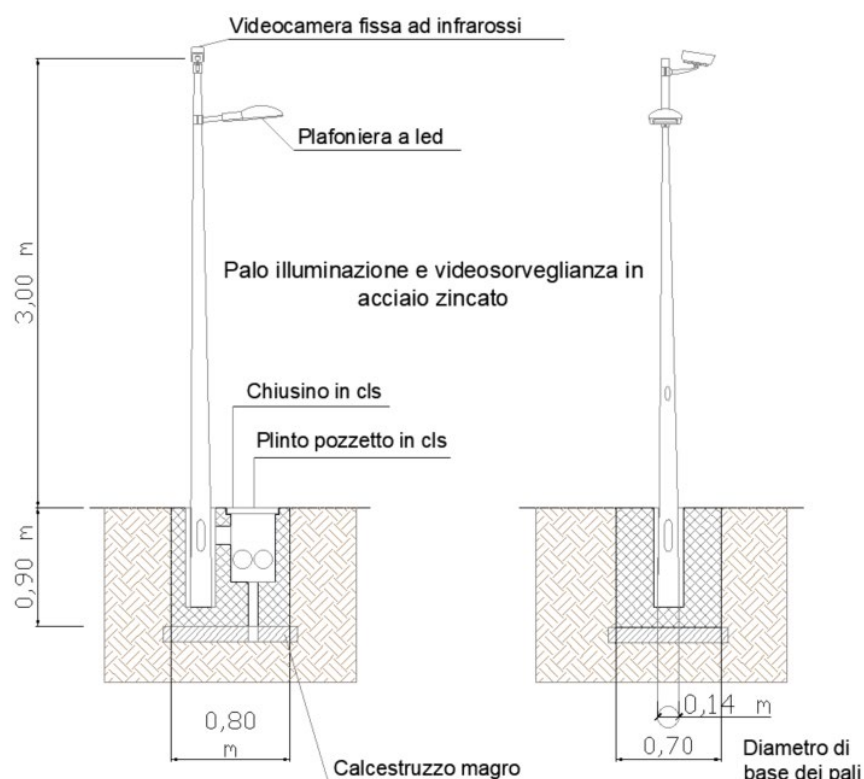 Videocamera fissa ad infrarossi
Plafoniera a led
3,00 m
Palo illuminazione e videosorveglianza in
acciaio zincato
Chiusino in cls
Plinto pozzetto in cls
0,90 m
0,80
m
Calcestruzzo magro
0,14 m
0,70
Diametro di
base dei pali